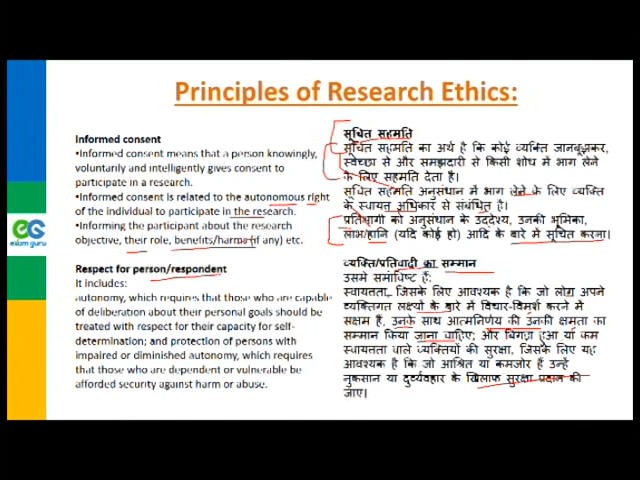 Principles of Research Ethics:
Informed consent
•Informed consent means that a person knowingly,
voluntarily and intelligently gives consent to
participate in a research.
•Informed consent is related to the autonomous right
of the individual to participate in the research.
•Informing the participant about the research
objective, their role, benefits/harms(if any) etc.
Respect for person/respondent
It includes:
autonomy, which requires that those who are capable
of deliberation about their personal goals should be
treated with respect for their capacity for self-
determination; and protection of persons with
impaired or diminished autonomy, which requires
that those who are dependent or vulnerable be
afforded security against harm or abuse.
सूचित सहमति
सूचित सहमति का अर्थ है कि कोई व्यक्ति जानबूझकर,
स्वेच्छा से और समझदारी से किसी शोध में भाग लेने
के लिए सहमति देता है।
सूचित सहमति अनुसंधान में भाग लेने के लिए व्यक्ति
के स्वायत्त अधिकार से संबंधित है।
प्रतिभागी को अनुसंधान के उद्देश्य, उनकी भूमिका,
लाभ/हानि (यदि कोई हो) आदि के बारे में सूचित करना।
व्यक्ति/प्रतिवादी का सम्मान
उसमे समाविष्ट हैं:
स्वायतता, जिसके लिए आवश्यक है कि जो लोग अपने
व्यक्तिगत लक्ष्यों के बारे में विचार-विमर्श करने में
सक्षम हैं, उनके साथ आत्मनिर्णय की उनकी क्षमता का
सम्मान किया जाना चाहिए; और बिगड़ा हुआ या कम
स्वायतता वाले व्यक्तियों की सुरक्षा, जिसके लिए यह
आवश्यक है कि जो आश्रित या कमजोर हैं उन्हें
नुकसान या दुर्व्यवहार के खिलाफ सुरक्षा प्रदान की
जाए।
exam guru